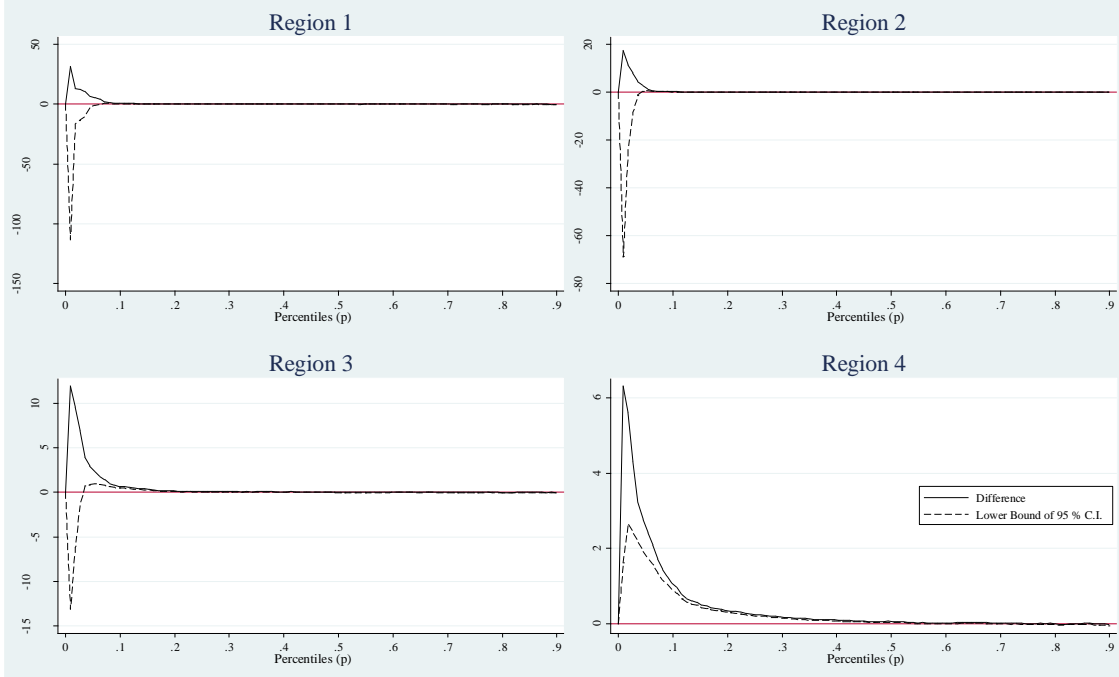 Region 1
50
0
-50
-100
-150
0 .1 .2 .3 .4 .5 .6 .7 .8 .9
Percentiles (p)
Region 2
20
0
-20
-40
-60
-80
0 .1 .2 .3 .4 .5 .6 .7 .8 .9
Percentiles (p)
Region 3
10
5
0
-5
-10
-15
0 .1 .2 .3 .4 .5 .6 .7 .8 .9
Percentiles (p)
Region 4
6
4
2
0
0 .1 .2 .3 .4 .5 .6 .7 .8 .9
Percentiles (p)
Difference
Lower Bound of 95 % C.I.